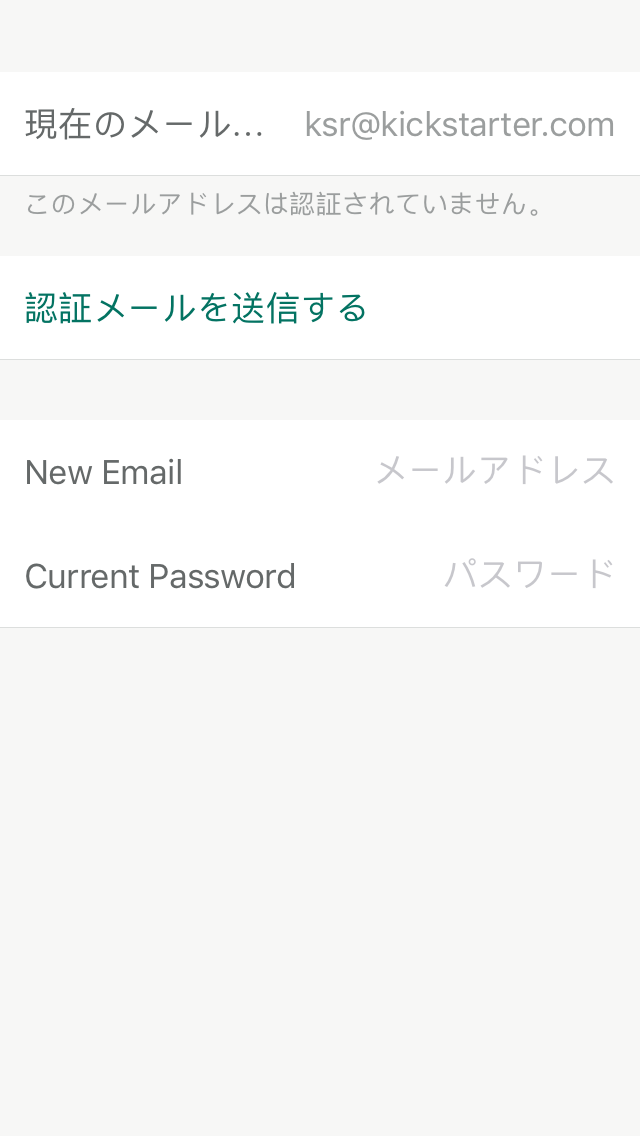 現在のメール... ksr@kickstarter.com
このメールアドレスは認証されていません。
認証メールを送信する
New Email メールアドレス
Current Password パスワード